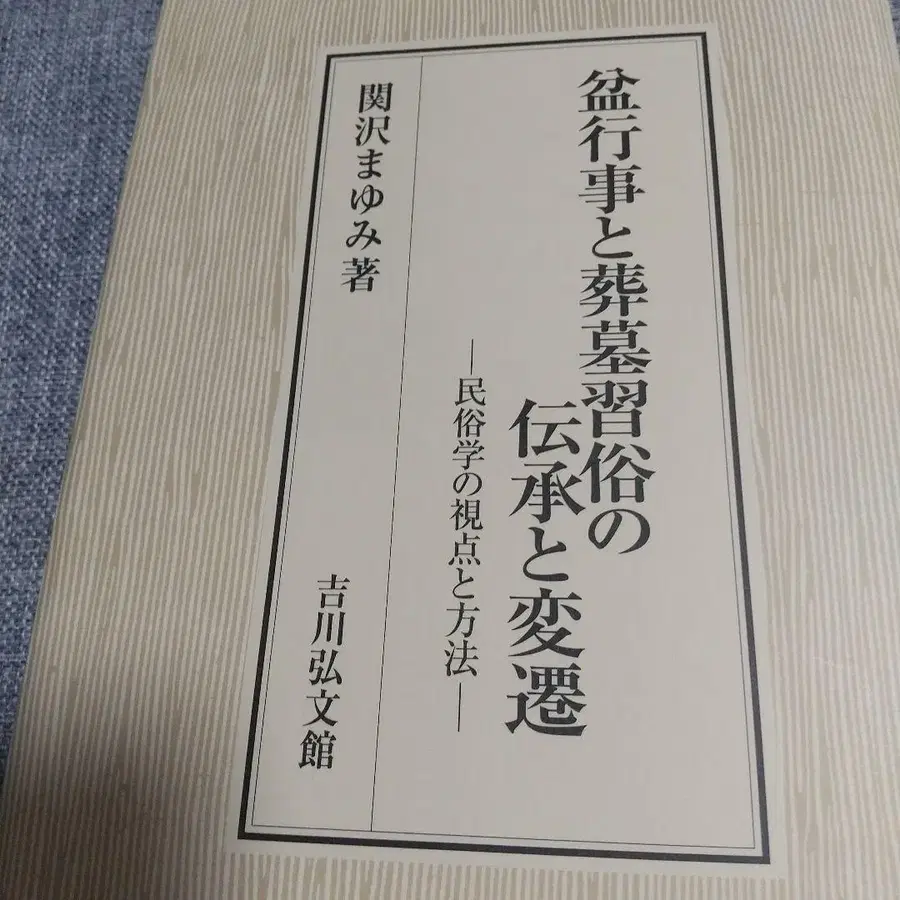 盆行事と葬墓習俗の
伝承と変遷
―民俗学の視点と方法―
関沢まゆみ著
吉川弘文館